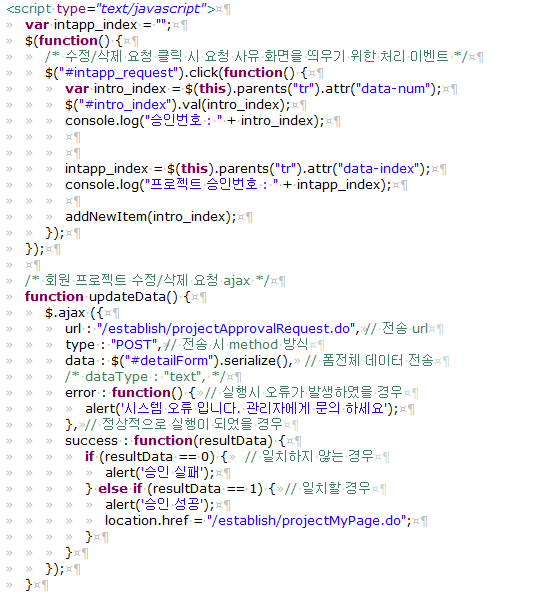 <script type="text/javascript">
var intapp_index = "";
$(function() {
/* 수정/삭제 요청 클릭 시 요청 사유 화면을 띄우기 위한 처리 이벤트 */
$("#intapp_request").click(function() {
var intro_index = $(this).parents("tr").attr("data-num");
$("#intro_index").val(intro_index);
console.log("승인번호 : " + intro_index);
intapp_index = $(this).parents("tr").attr("data-index");
console.log("프로젝트 승인번호 : " + intapp_index);
addNewItem(intro_index);
});
});
/* 회원 프로젝트 수정/삭제 요청 ajax */
function updateData() {
$.ajax ({
url : "/establish/projectApprovalRequest.do", // 전송 url
type : "POST", // 전송 시 method 방식
data : $("#detailForm").serialize(), // 폼전체 데이터 전송
/* dataType : "text", */
error : function() { // 실행시 오류가 발생하였을 경우
alert('시스템 오류 입니다. 관리자에게 문의 하세요');
}, // 정상적으로 실행이 되었을 경우
success : function(resultData) {
if (resultData == 0) { // 일치하지 않는 경우
alert('승인 실패');
} else if (resultData == 1) { // 일치할 경우
alert('승인 성공');
location.href = "/establish/projectMyPage.do";
}
}
});
}